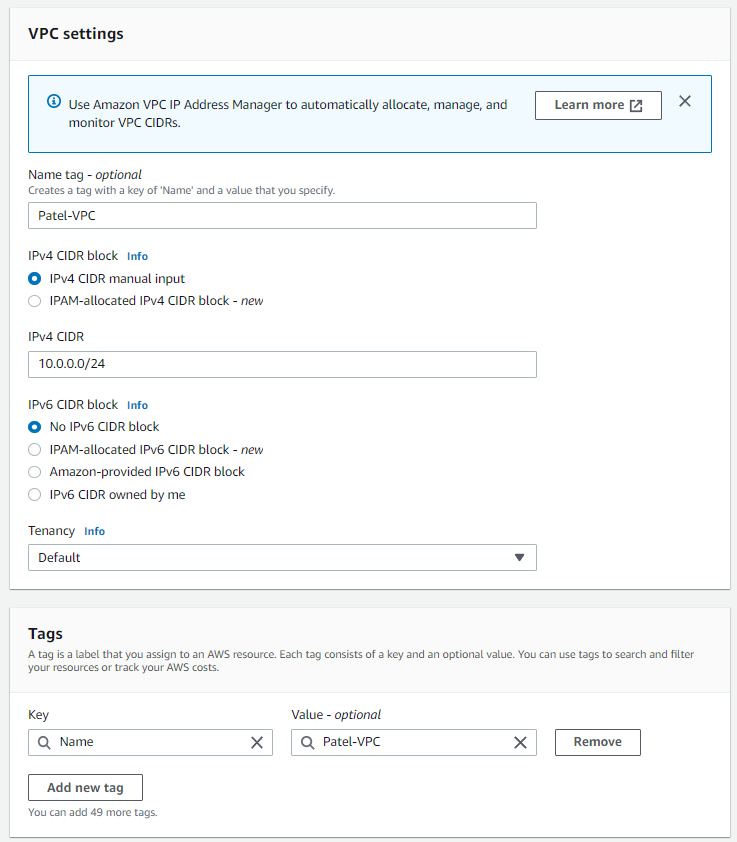 VPC settings
Use Amazon VPC IP Address Manager to automatically allocate, manage, and
monitor VPC CIDRs.
Learn more
Name tag - optional
Creates a tag with a key of 'Name' and a value that you specify.
Patel-VPC
IPv4 CIDR block Info
IPv4 CIDR manual input
IPAM-allocated IPv4 CIDR block - new
IPv4 CIDR
10.0.0.0/24
IPv6 CIDR block Info
No IPv6 CIDR block
IPAM-allocated IPv6 CIDR block - new
Amazon-provided IPv6 CIDR block
IPv6 CIDR owned by me
Tenancy Info
Default
Tags
A tag is a label that you assign to an AWS resource. Each tag consists of a key and an optional value. You can use tags to search and filter
your resources or track your AWS costs.
Key Value - optional
Name Patel-VPC Remove
Add new tag
You can add 49 more tags.